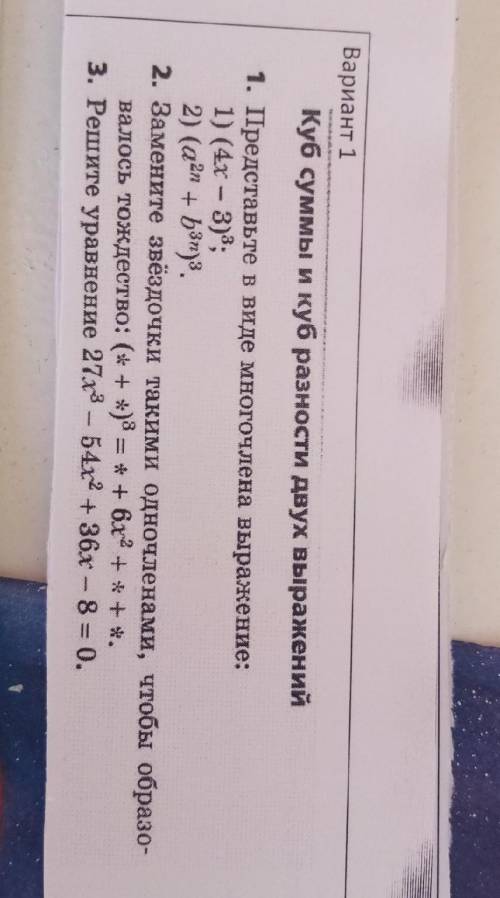 Вариант 1
Куб суммы и куб разности двух выражений
1. Представьте в виде многочлена выражение:
1) (4x − 3)³;
2) (a²ⁿ + b³ⁿ)³.
2. Замените звёздочки такими одночленами, чтобы образо-
валось тождество: (* + *)³ = * + 6x² + * + *.
3. Решите уравнение 27x³ − 54x² + 36x − 8 = 0.